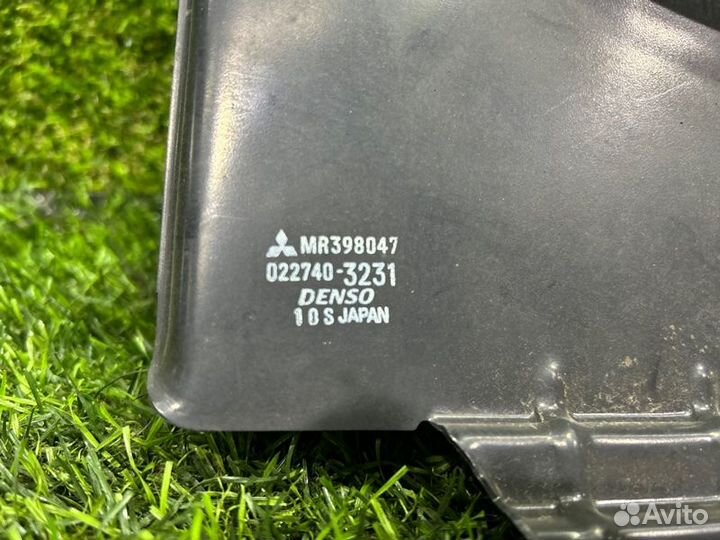 MR398047
022740-3231
DENSO
10S JAPAN
Avito